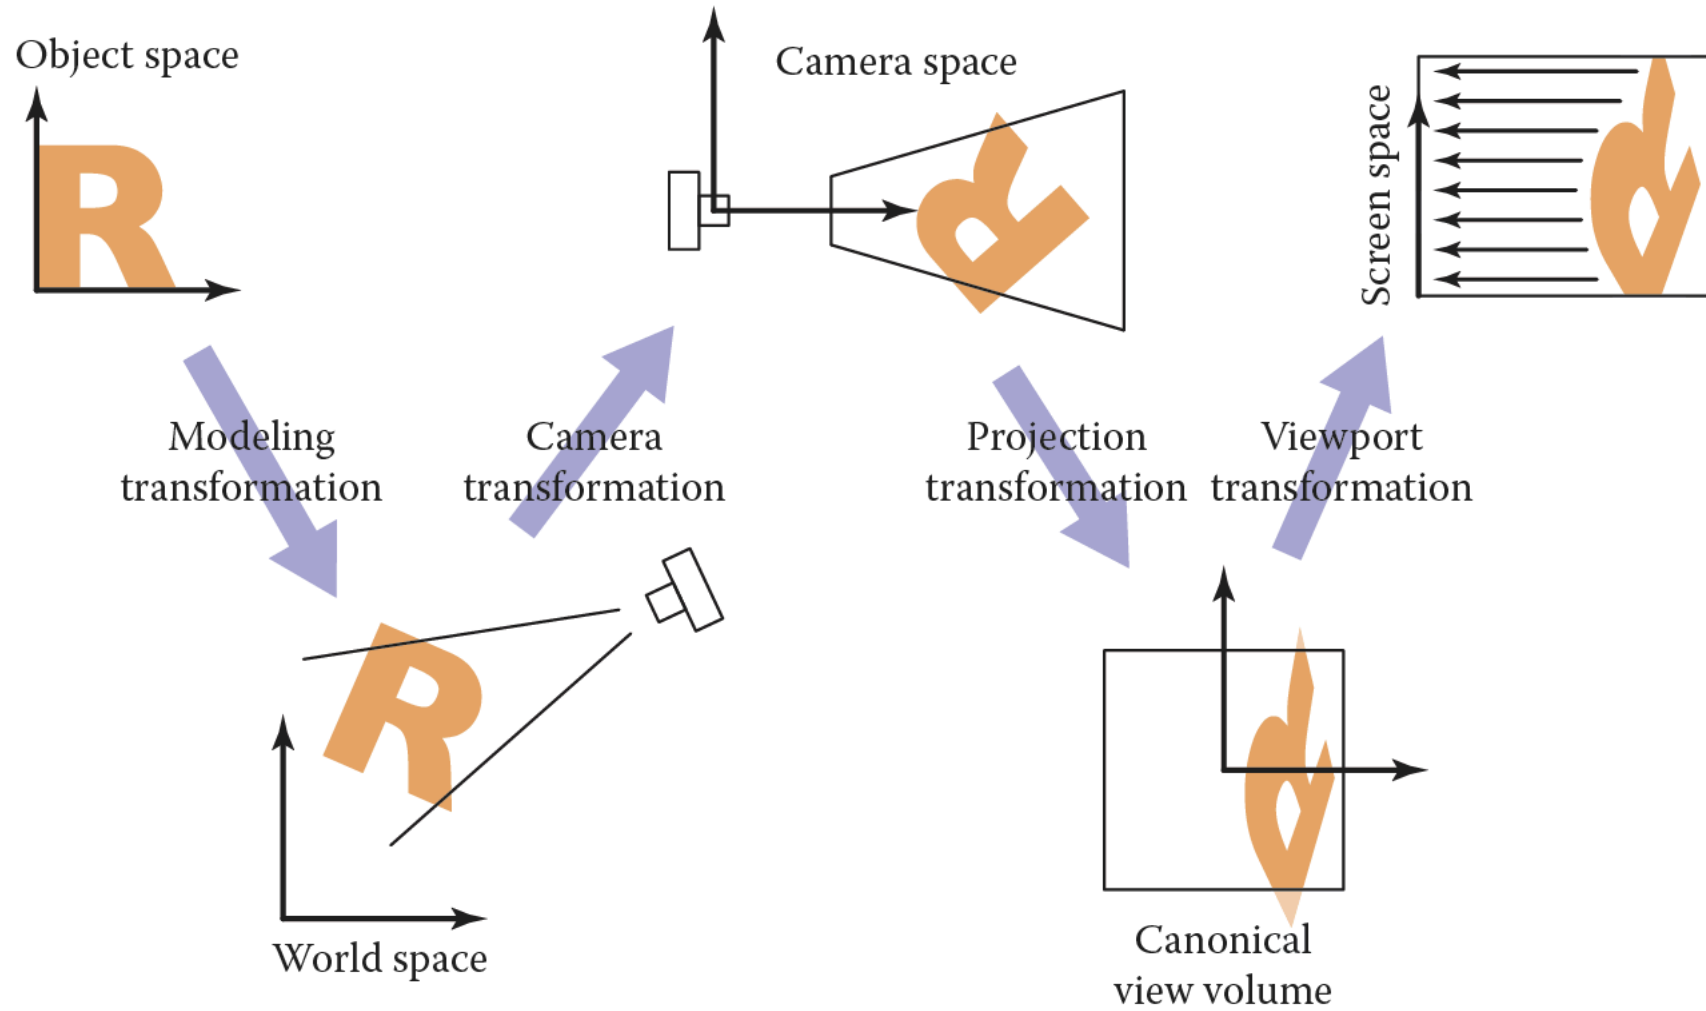 Object space
Camera space
Screen space
Modeling
transformation
Camera
transformation
Projection
transformation
Viewport
transformation
World space
Canonical
view volume